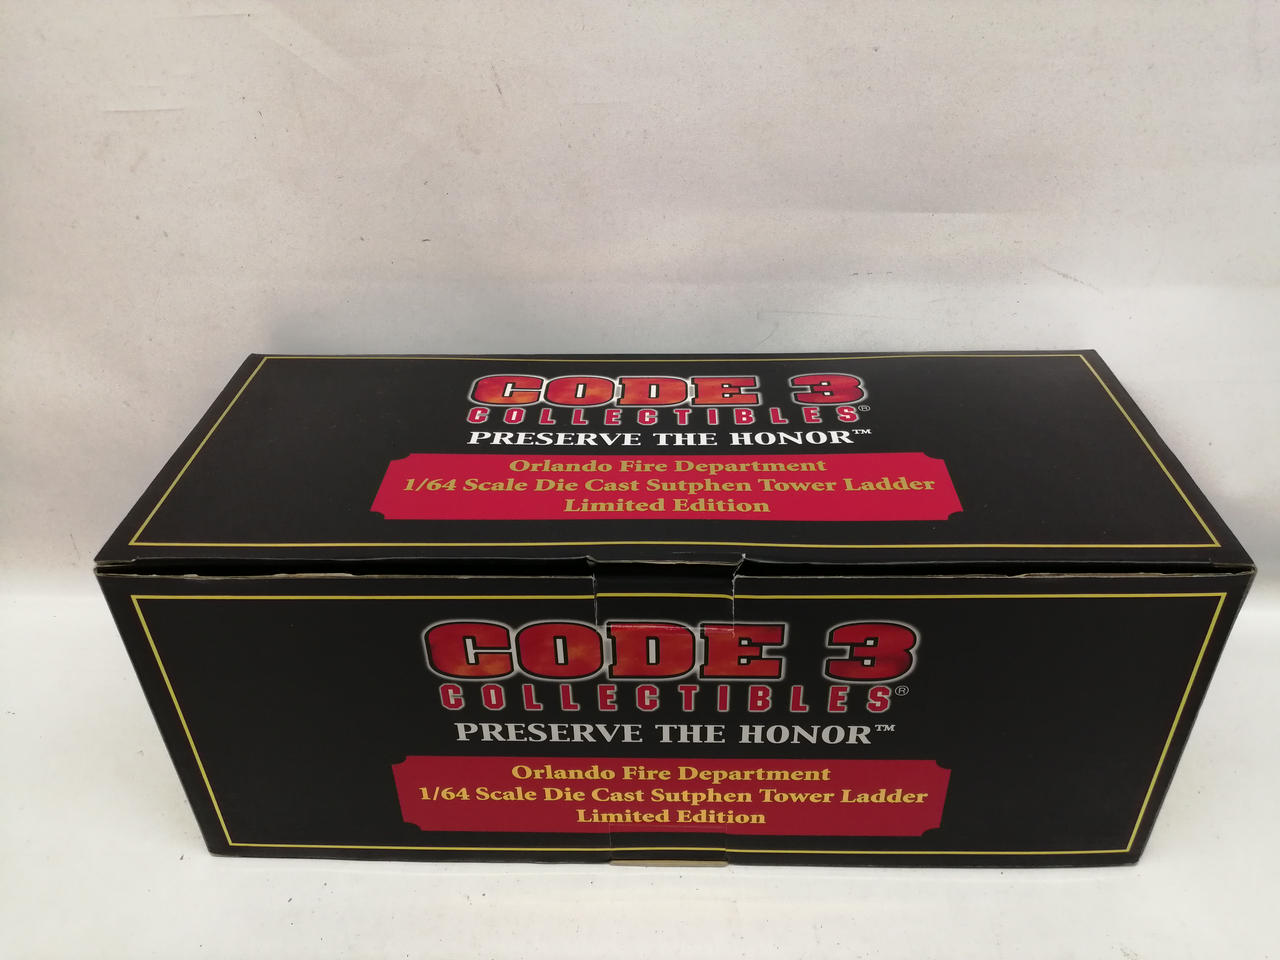 CODE 3
COLLECTIBLES®
PRESERVE THE HONOR™
Orlando Fire Department
1/64 Scale Die Cast Sutphen Tower Ladder
Limited Edition
CODE 3
COLLECTIBLES®
PRESERVE THE HONOR™
Orlando Fire Department
1/64 Scale Die Cast Sutphen Tower Ladder
Limited Edition